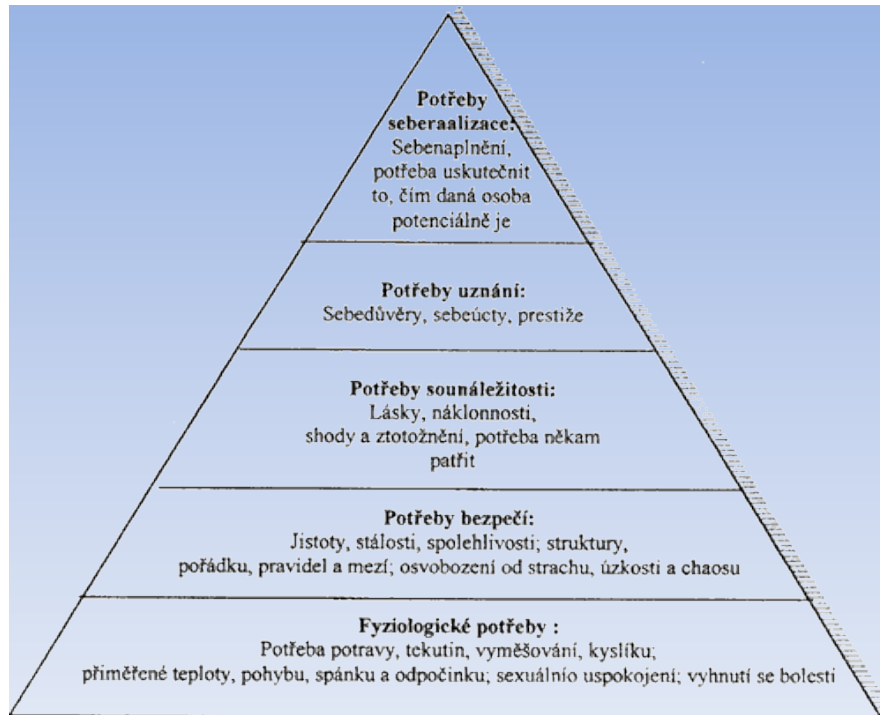 Potřeby
seberaalizace:
Sebenaplnění,
potřeba uskutečnit
to, čím daná osoba
potenciálně je
Potřeby uznání:
Sebedůvěry, sebeúcty, prestiže
Potřeby sounáležitosti:
Lásky, náklonnosti,
shody a ztotožnění, potřeba někam
patřit
Potřeby bezpečí:
Jistoty, stálosti, spolehlivosti; struktury,
pořádku, pravidel a mezí; osvobození od strachu, úzkosti a chaosu
Fyziologické potřeby :
Potřeba potravy, tekutin, vyměšování, kyslíku;
přiměřené teploty, pohybu, spánku a odpočinku; sexuálnío uspokojení; vyhnutí se bolesti